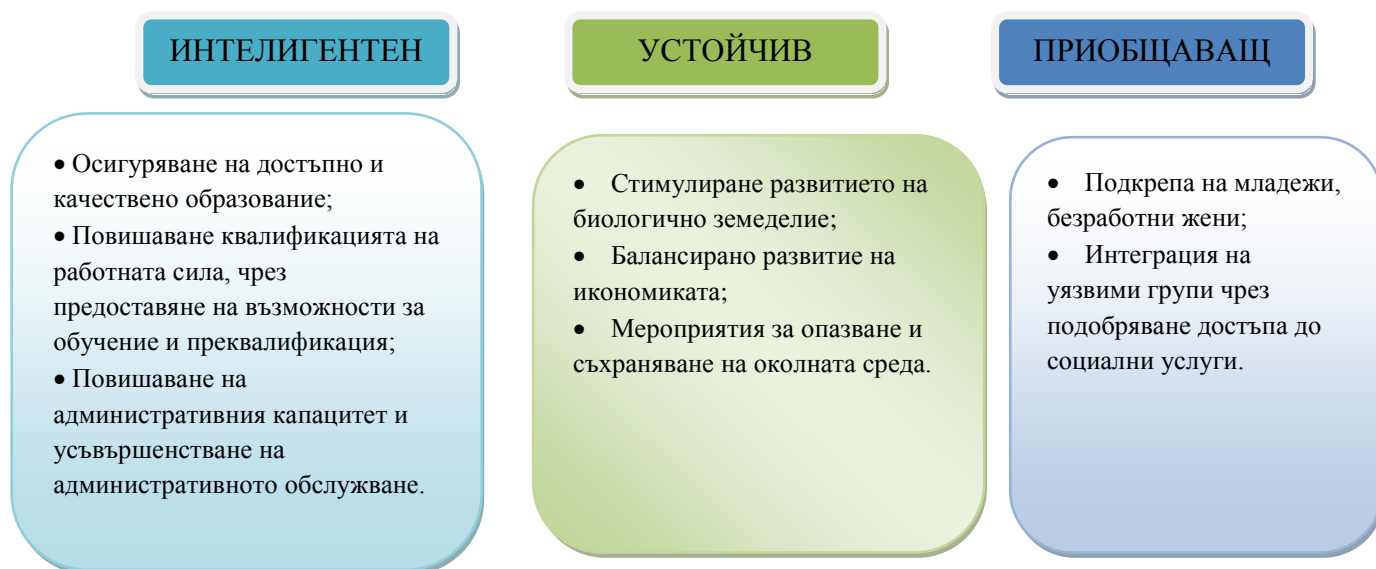 ИНТЕЛИГЕНТЕН
• Осигуряване на достъпно и
качествено образование;
• Повишаване квалификацията на
работната сила, чрез
предоставяне на възможности за
обучение и преквалификация;
• Повишаване на
административния капацитет и
усъвършенстване на
административното обслужване.
УСТОЙЧИВ
• Стимулиране развитието на
биологично земеделие;
• Балансирано развитие на
икономиката;
• Мероприятия за опазване и
съхраняване на околната среда.
ПРИОБЩАВАЩ
• Подкрепа на младежи,
безработни жени;
• Интеграция на
уязвими групи чрез
подобряване достъпа до
социални услуги.